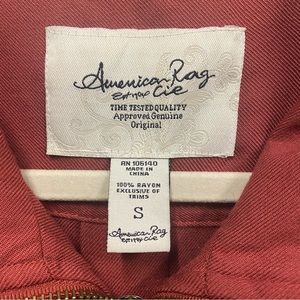 American Rag
Cie
TIME TESTED QUALITY
Approved Genuine
Original
RN 106140
MADE IN
CHINA
100% RAYON
EXCLUSIVE OF
TRIMS
S
American Rag
Cie